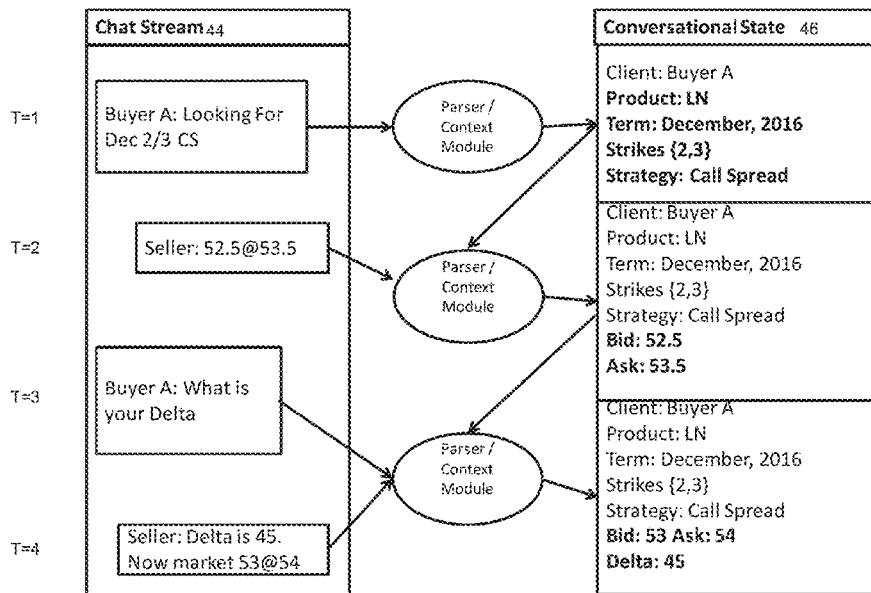 Chat Stream 44
Conversational State 46
T=1
Buyer A: Looking For
Dec 2/3 CS
Parser /
Context
Module
Client: Buyer A
Product: LN
Term: December, 2016
Strikes {2,3}
Strategy: Call Spread
T=2
Seller: 52.5@53.5
Parser /
Context
Module
Client: Buyer A
Product: LN
Term: December, 2016
Strikes {2,3}
Strategy: Call Spread
Bid: 52.5
Ask: 53.5
T=3
Buyer A: What is
your Delta
Parser /
Context
Module
Client: Buyer A
Product: LN
Term: December, 2016
Strikes {2,3}
Strategy: Call Spread
Bid: 53 Ask: 54
Delta: 45
T=4
Seller: Delta is 45.
Now market 53@54